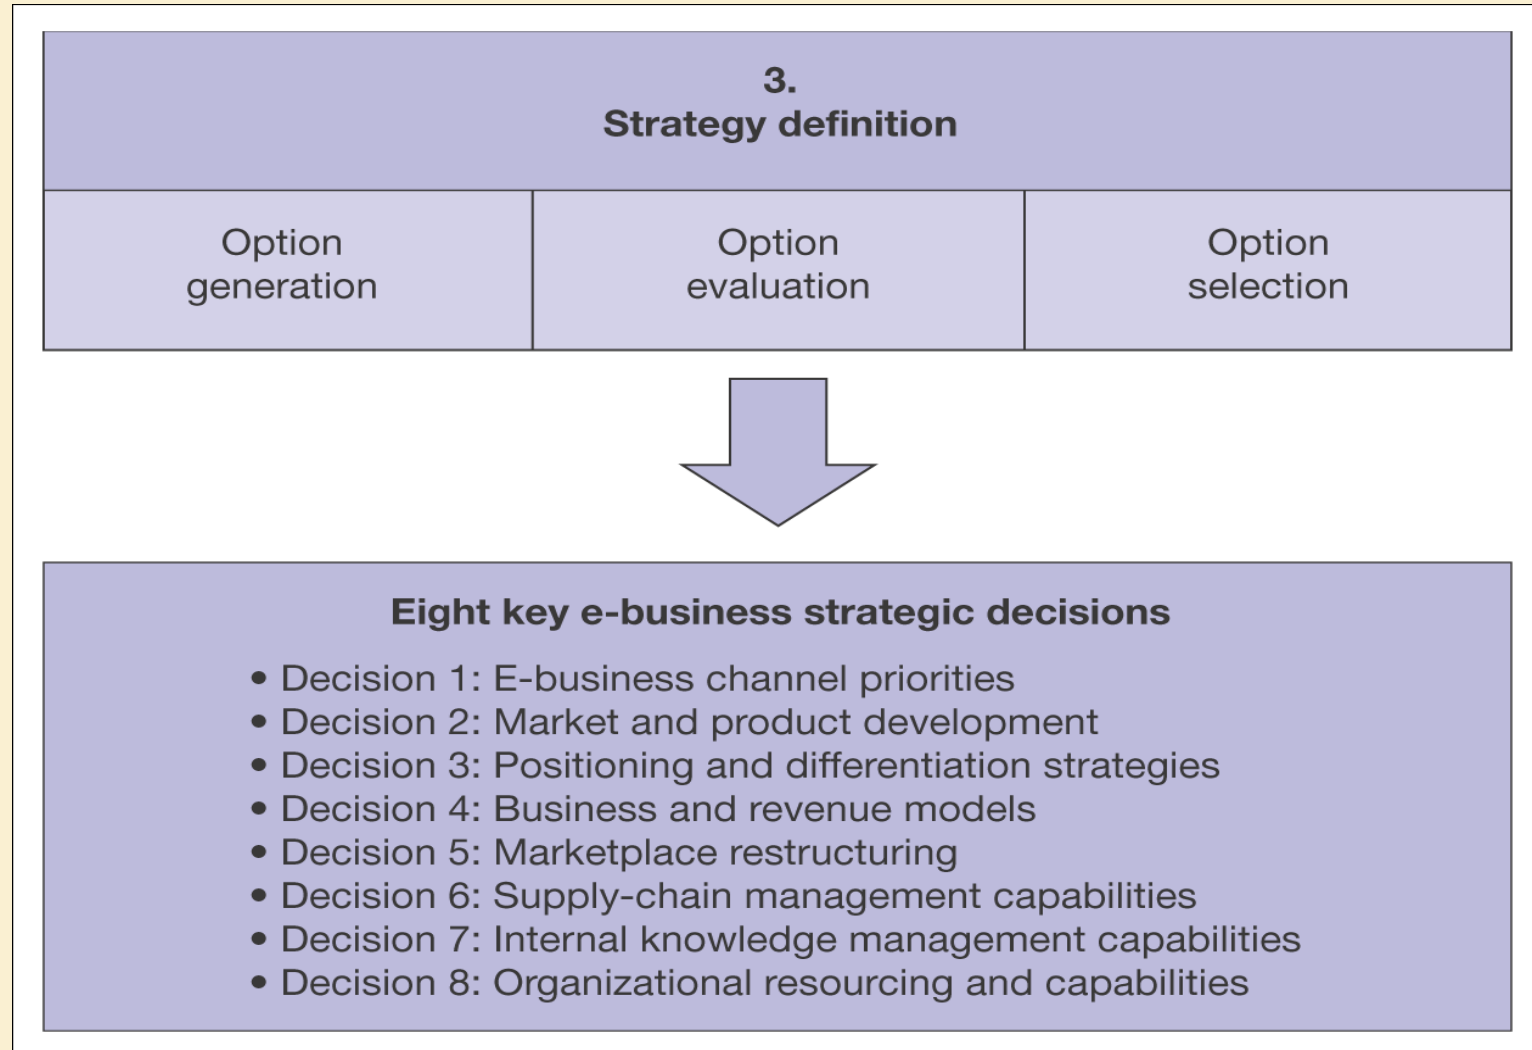 3.
Strategy definition
Option
generation
Option
evaluation
Option
selection
Eight key e-business strategic decisions
• Decision 1: E-business channel priorities
• Decision 2: Market and product development
• Decision 3: Positioning and differentiation strategies
• Decision 4: Business and revenue models
• Decision 5: Marketplace restructuring
• Decision 6: Supply-chain management capabilities
• Decision 7: Internal knowledge management capabilities
• Decision 8: Organizational resourcing and capabilities